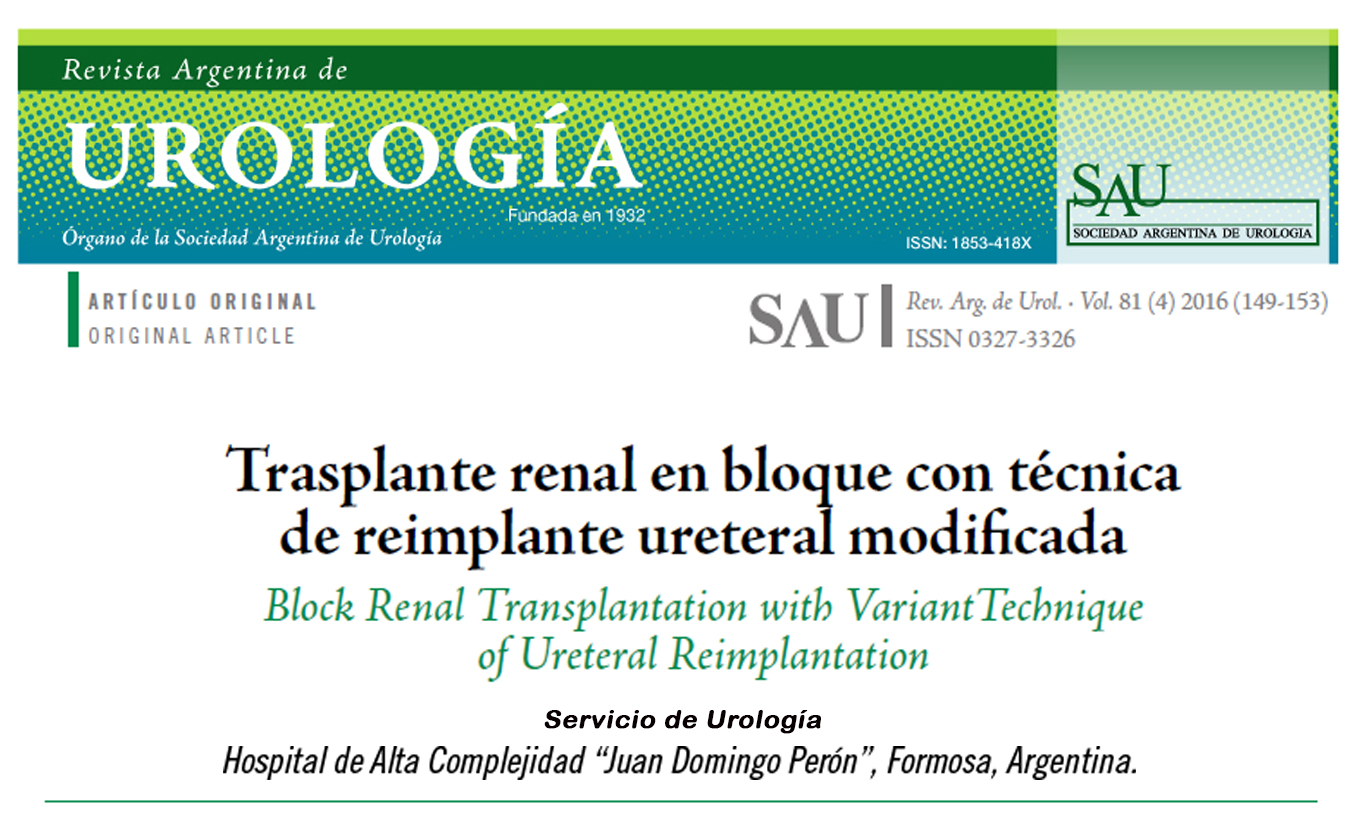 Revista Argentina de
UROLOGÍA
Fundada en 1932
Órgano de la Sociedad Argentina de Urología
ISSN: 1853-418X
SAU
SOCIEDAD ARGENTINA DE UROLOGIA
ARTÍCULO ORIGINAL
ORIGINAL ARTICLE
SAU
Rev. Arg. de Urol. · Vol. 81 (4) 2016 (149-153)
ISSN 0327-3326
Trasplante renal en bloque con técnica
de reimplante ureteral modificada
Block Renal Transplantation with VariantTechnique
of Ureteral Reimplantation
Servicio de Urología
Hospital de Alta Complejidad “Juan Domingo Perón”, Formosa, Argentina.